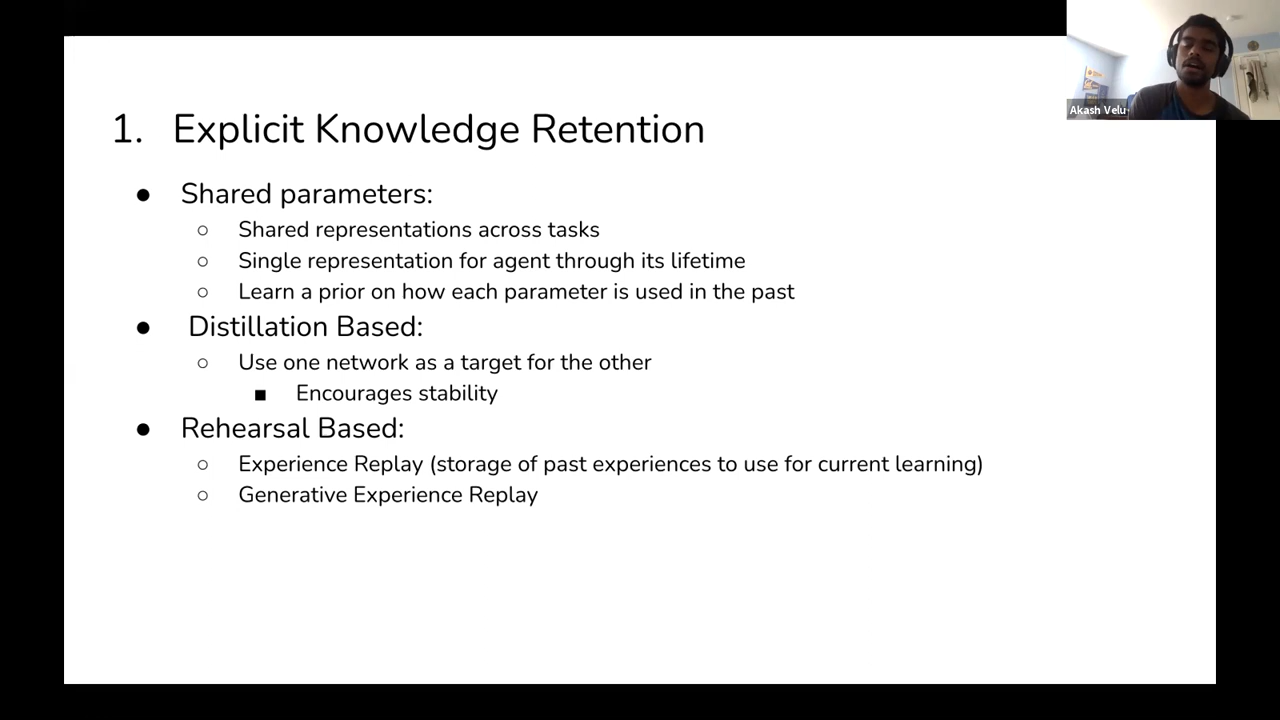 Akash Velu
1. Explicit Knowledge Retention
● Shared parameters:
○ Shared representations across tasks
○ Single representation for agent through its lifetime
○ Learn a prior on how each parameter is used in the past
● Distillation Based:
○ Use one network as a target for the other
■ Encourages stability
● Rehearsal Based:
○ Experience Replay (storage of past experiences to use for current learning)
○ Generative Experience Replay